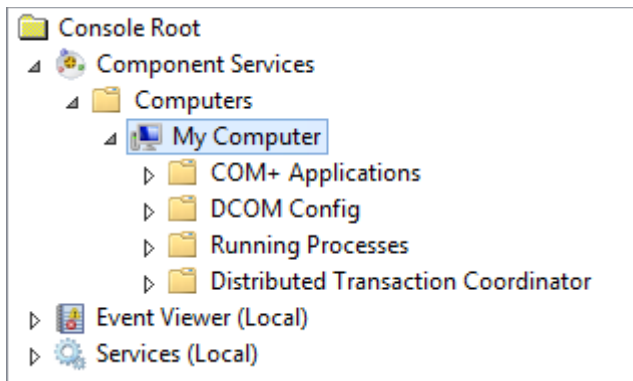 Console Root
Component Services
Computers
My Computer
COM+ Applications
DCOM Config
Running Processes
Distributed Transaction Coordinator
Event Viewer (Local)
Services (Local)